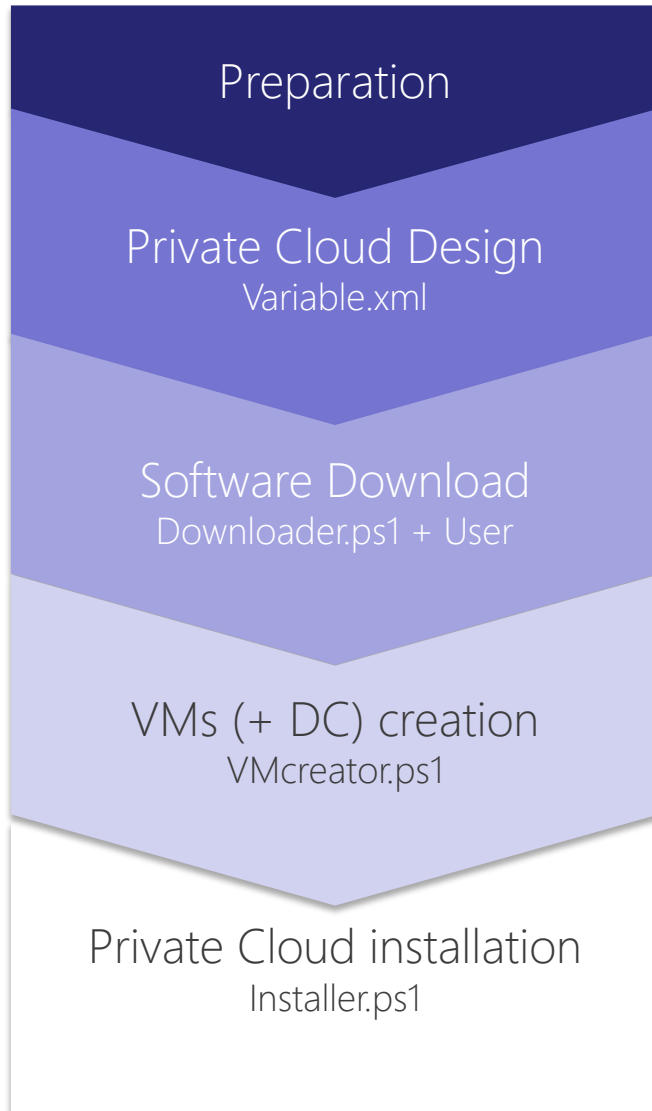 Preparation
Private Cloud Design
Variable.xml
Software Download
Downloader.ps1 + User
VMs (+ DC) creation
VMcreator.ps1
Private Cloud installation
Installer.ps1